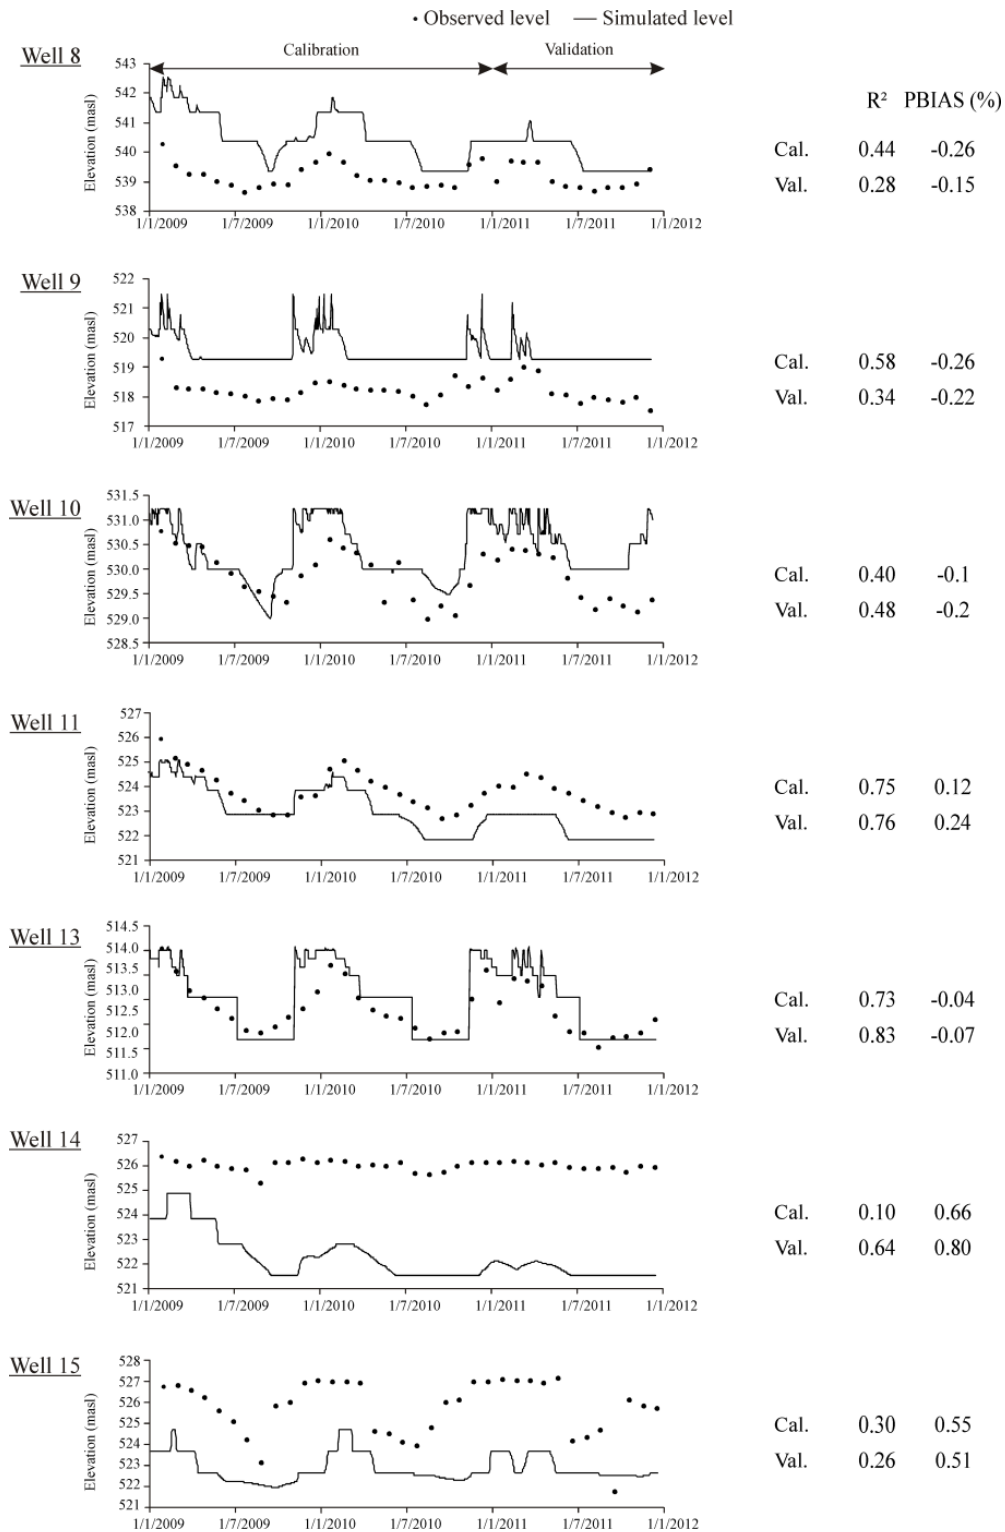 • Observed level — Simulated level
Well 8
Calibration
Validation
Elevation (masl)
543
542
541
540
539
538
1/1/2009 1/7/2009 1/1/2010 1/7/2010 1/1/2011 1/7/2011 1/1/2012
R² PBIAS (%)
Cal. 0.44 -0.26
Val. 0.28 -0.15
Well 9
Elevation (masl)
522
521
520
519
518
517
1/1/2009 1/7/2009 1/1/2010 1/7/2010 1/1/2011 1/7/2011 1/1/2012
Cal. 0.58 -0.26
Val. 0.34 -0.22
Well 10
Elevation (masl)
531.5
531.0
530.5
530.0
529.5
529.0
528.5
1/1/2009 1/7/2009 1/1/2010 1/7/2010 1/1/2011 1/7/2011 1/1/2012
Cal. 0.40 -0.1
Val. 0.48 -0.2
Well 11
Elevation (masl)
527
526
525
524
523
522
521
1/1/2009 1/7/2009 1/1/2010 1/7/2010 1/1/2011 1/7/2011 1/1/2012
Cal. 0.75 0.12
Val. 0.76 0.24
Well 13
Elevation (masl)
514.5
514.0
513.5
513.0
512.5
512.0
511.5
511.0
1/1/2009 1/7/2009 1/1/2010 1/7/2010 1/1/2011 1/7/2011 1/1/2012
Cal. 0.73 -0.04
Val. 0.83 -0.07
Well 14
Elevation (masl)
527
526
525
524
523
522
521
1/1/2009 1/7/2009 1/1/2010 1/7/2010 1/1/2011 1/7/2011 1/1/2012
Cal. 0.10 0.66
Val. 0.64 0.80
Well 15
Elevation (masl)
528
527
526
525
524
523
522
521
1/1/2009 1/7/2009 1/1/2010 1/7/2010 1/1/2011 1/7/2011 1/1/2012
Cal. 0.30 0.55
Val. 0.26 0.51